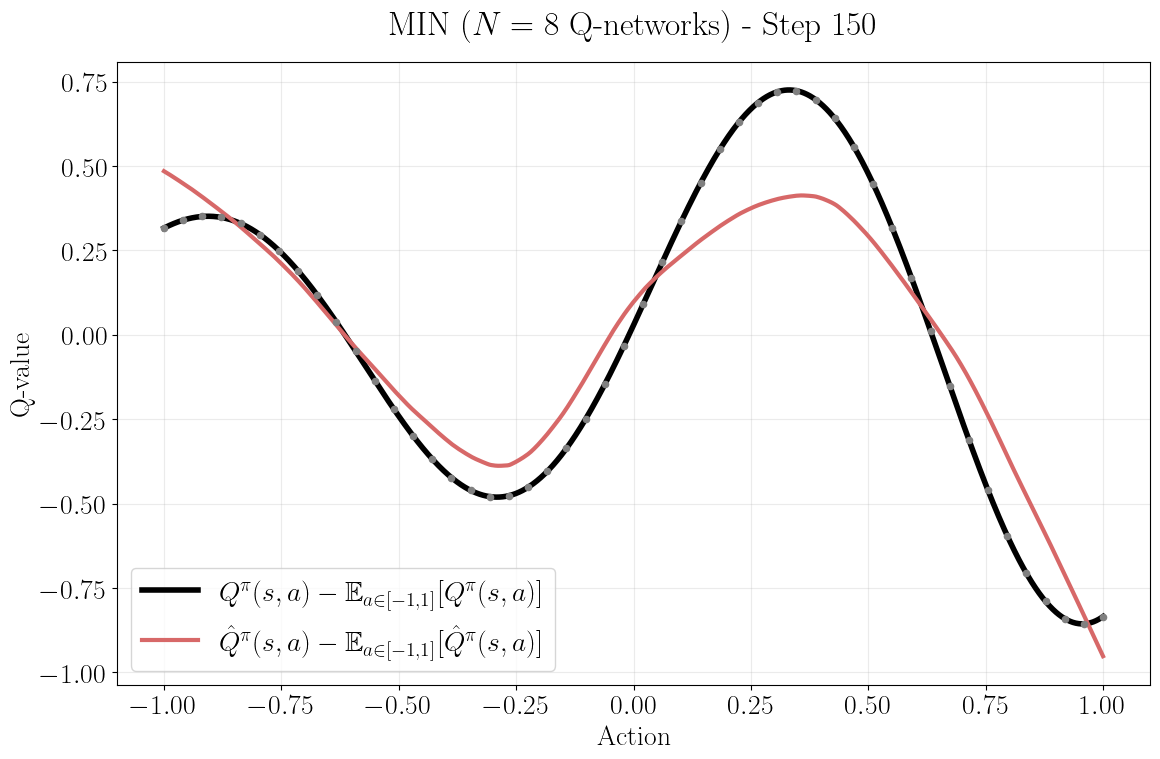 MIN (N = 8 Q-networks) - Step 150
Q-value
0.75
0.50
0.25
0.00
−0.25
−0.50
−0.75
−1.00
Q^π(s, a) − 𝔼_{a∈[−1,1]}[Q^π(s, a)]
Q̂^π(s, a) − 𝔼_{a∈[−1,1]}[Q̂^π(s, a)]
−1.00 −0.75 −0.50 −0.25 0.00 0.25 0.50 0.75 1.00
Action